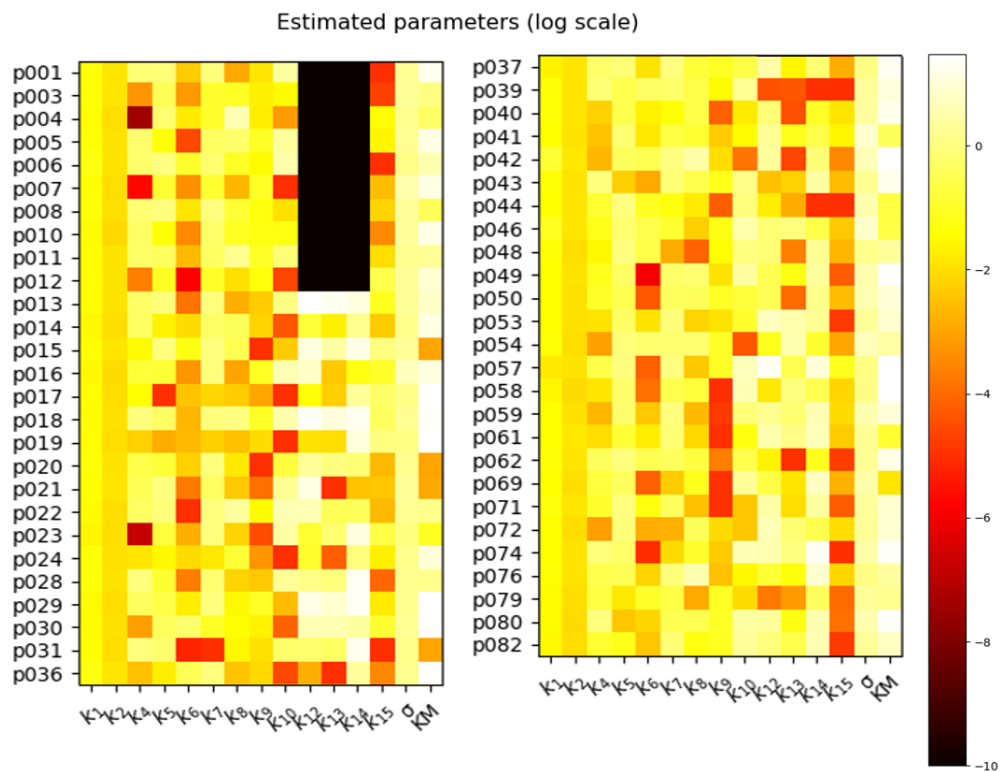 Estimated parameters (log scale)
p001
p003
p004
p005
p006
p007
p008
p010
p011
p012
p013
p014
p015
p016
p017
p018
p019
p020
p021
p022
p023
p024
p028
p029
p030
p031
p036
k1 k2 k4 k5 k6 k7 k8 k9 k10 k12 k13 k14 k15 σ KM
p037
p039
p040
p041
p042
p043
p044
p046
p048
p049
p050
p053
p054
p057
p058
p059
p061
p062
p069
p071
p072
p074
p076
p079
p080
p082
k1 k2 k4 k5 k6 k7 k8 k9 k10 k12 k13 k14 k15 σ KM
0
−2
−4
−6
−8
−10